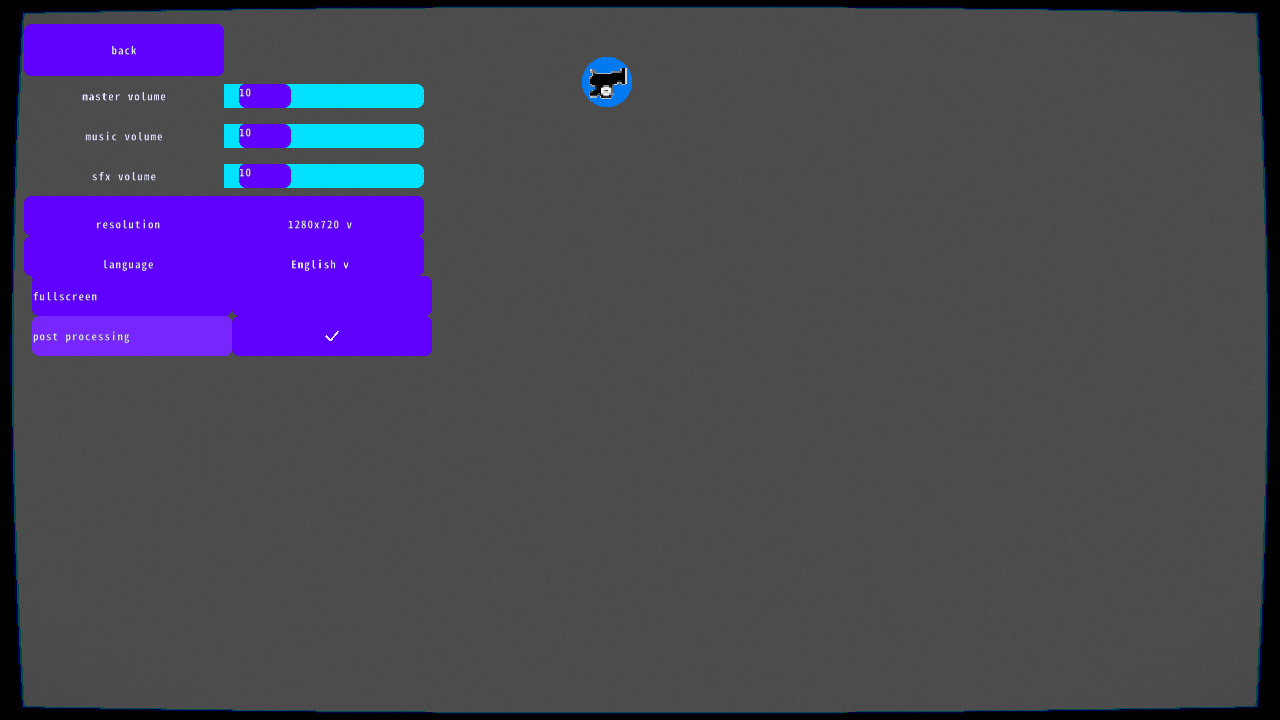 back
master volume 10
music volume 10
sfx volume 10
resolution 1280x720 v
language English v
fullscreen
post processing